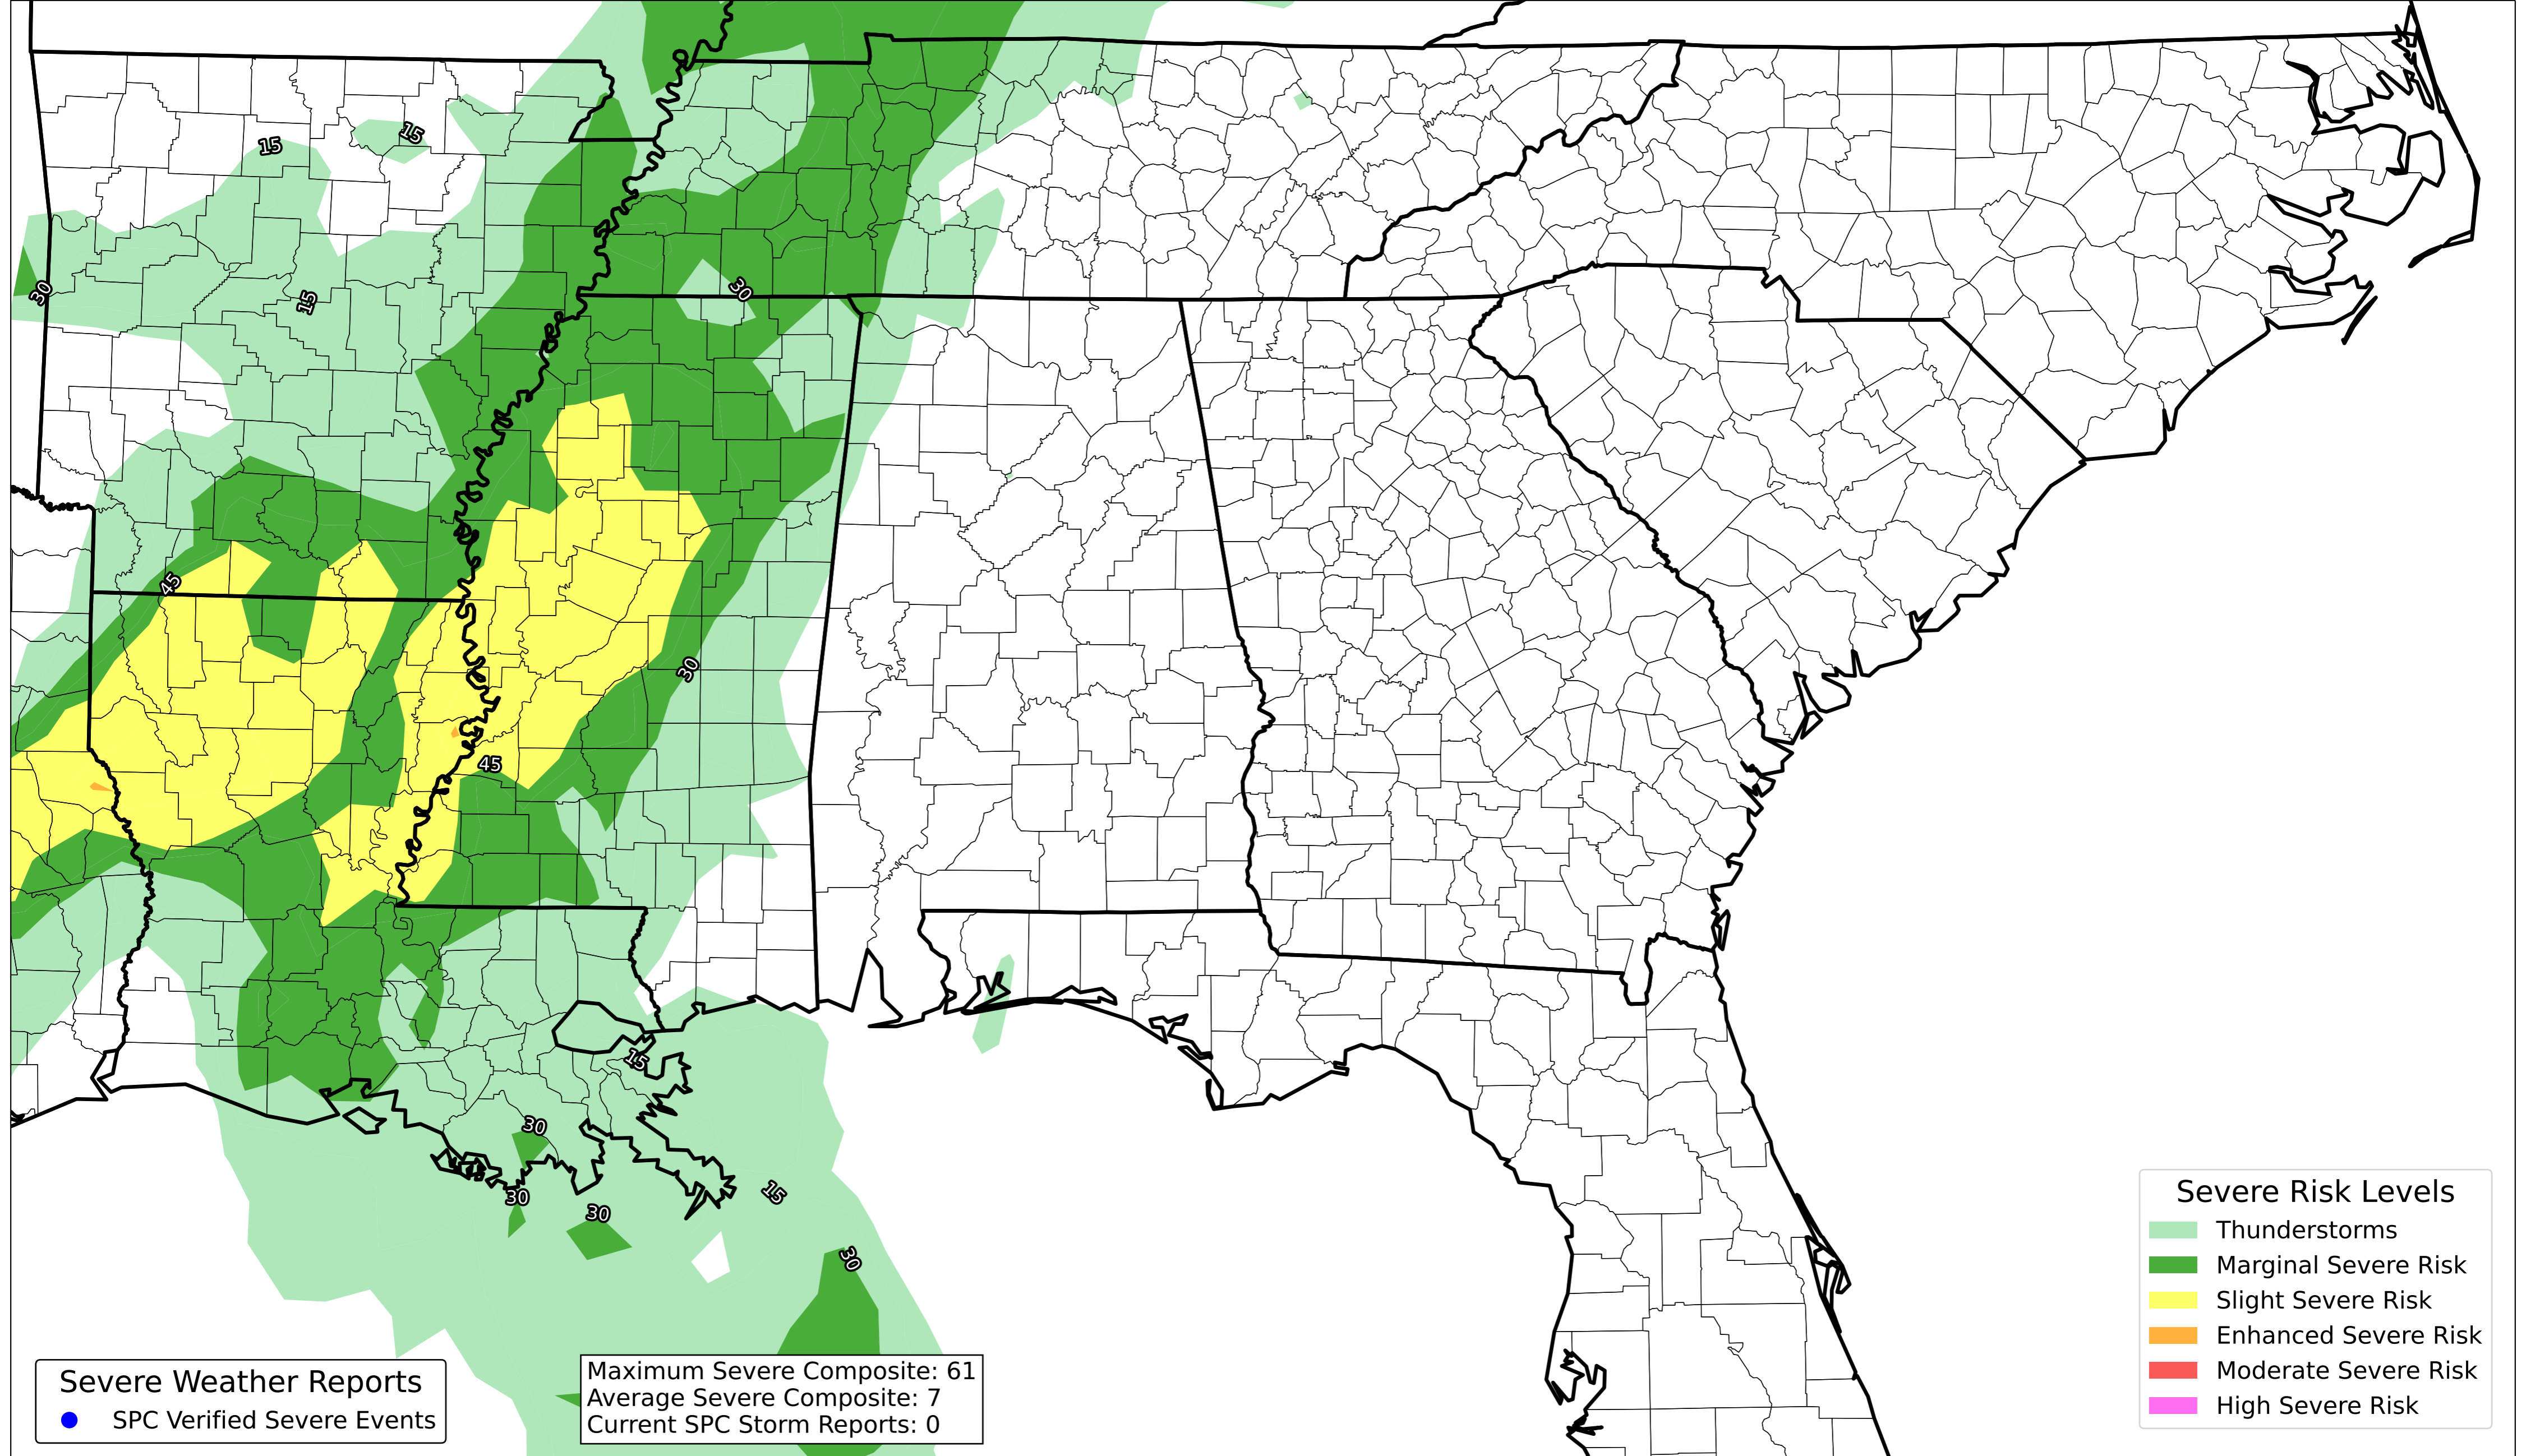 15
15
30
15
30
45
30
45
15
30
30
30
15
30
Severe Risk Levels
Thunderstorms
Marginal Severe Risk
Slight Severe Risk
Enhanced Severe Risk
Moderate Severe Risk
High Severe Risk
Severe Weather Reports
SPC Verified Severe Events
Maximum Severe Composite: 61
Average Severe Composite: 7
Current SPC Storm Reports: 0